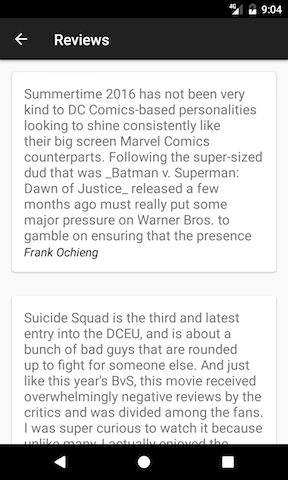 4G 9:04
Reviews
Summertime 2016 has not been very
kind to DC Comics-based personalities
looking to shine consistently like
their big screen Marvel Comics
counterparts. Following the super-sized
dud that was _Batman v. Superman:
Dawn of Justice_ released a few
months ago must really put some
major pressure on Warner Bros. to
gamble on ensuring that the presence
Frank Ochieng
Suicide Squad is the third and latest
entry into the DCEU, and is about a
bunch of bad guys that are rounded
up to fight for someone else. And just
like this year's BvS, this movie received
overwhelmingly negative reviews by the
critics and was divided among the fans.
I was super curious to watch it because
unlike many, I actually enjoyed the